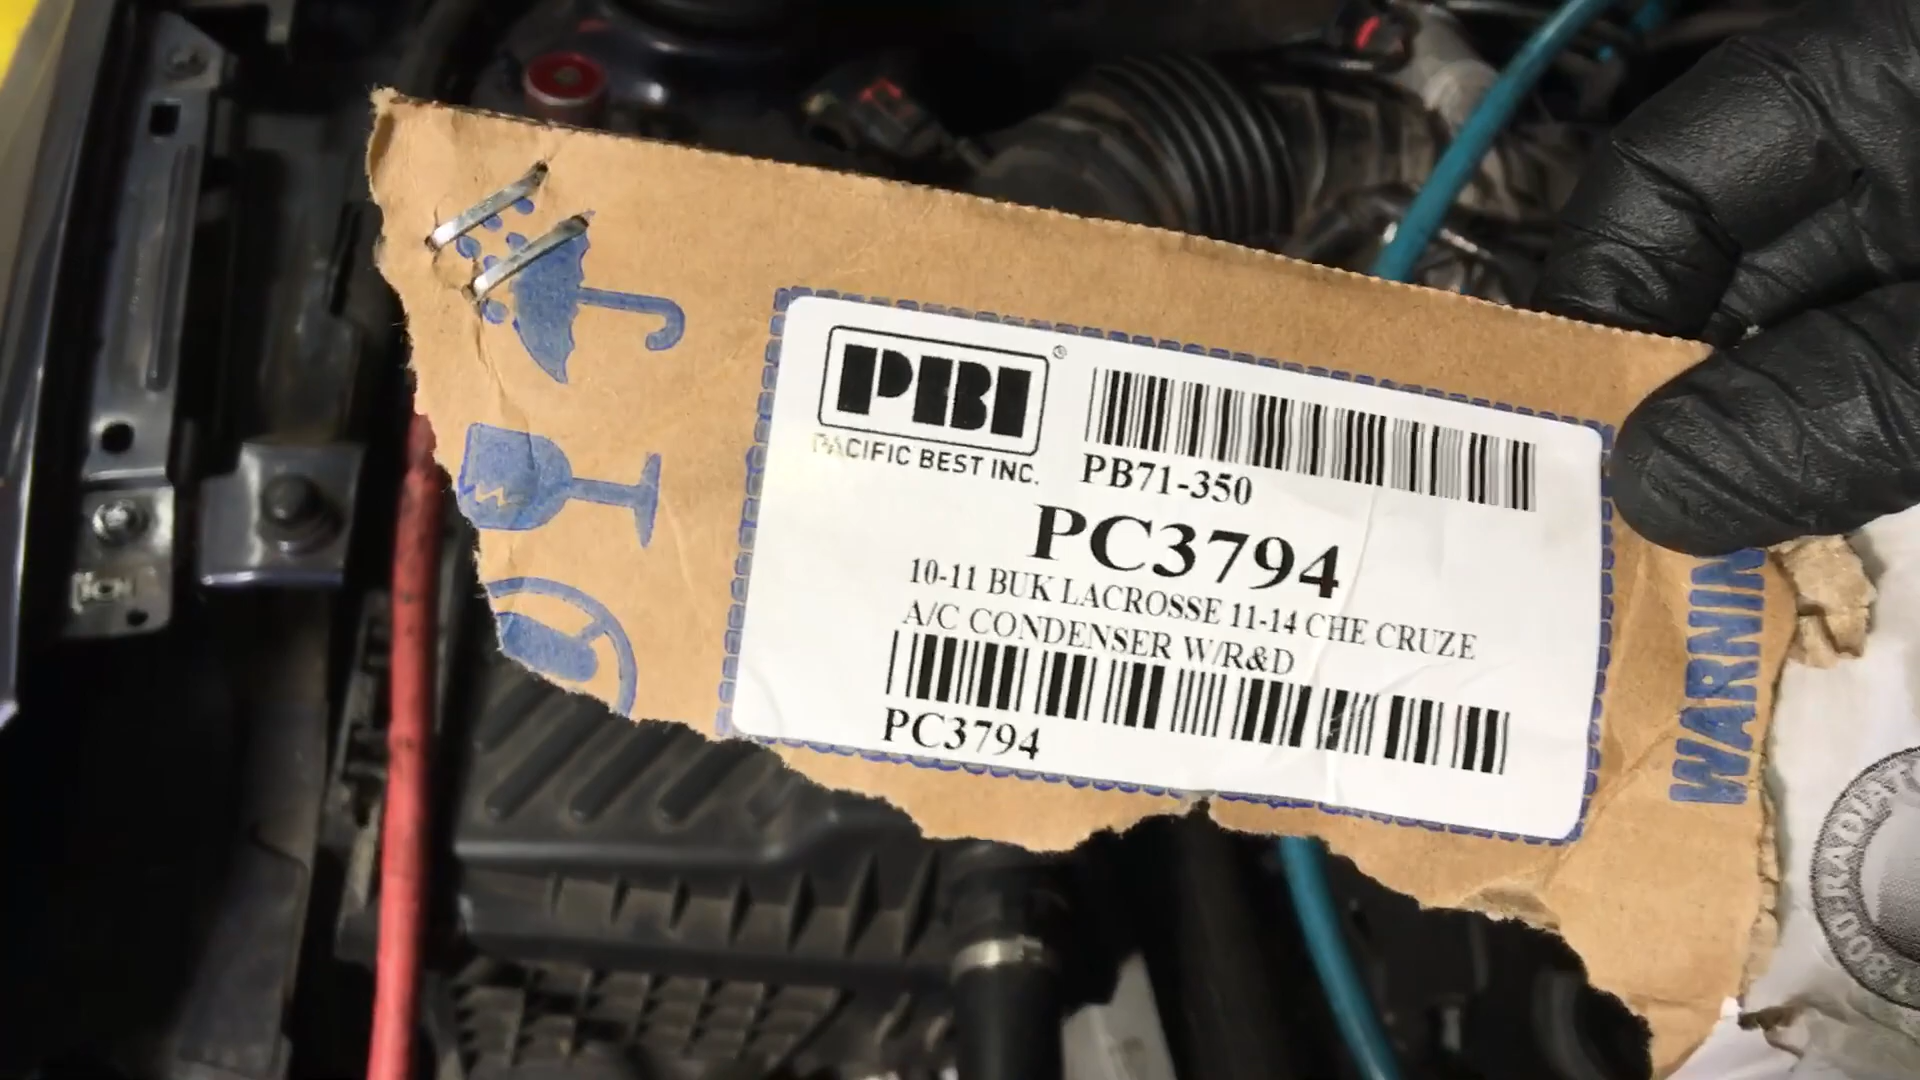 PBI®
PACIFIC BEST INC.
PB71-350
PC3794
10-11 BUK LACROSSE 11-14 CHE CRUZE
A/C CONDENSER W/R&D
PC3794
WARNIN